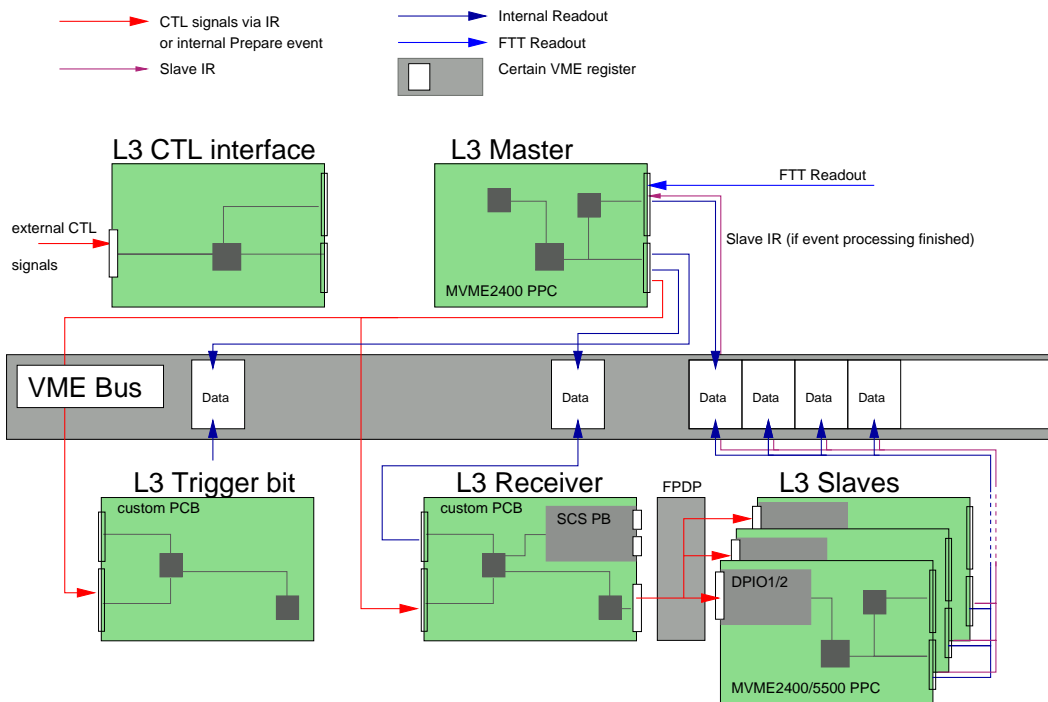 CTL signals via IR
or internal Prepare event
Slave IR
Internal Readout
FTT Readout
Certain VME register
L3 CTL interface
L3 Master
FTT Readout
external CTL
signals
Slave IR (if event processing finished)
MVME2400 PPC
VME Bus
Data
Data
Data
Data
Data
Data
L3 Trigger bit
custom PCB
L3 Receiver
custom PCB
SCS PB
FPDP
L3 Slaves
DPIO1/2
MVME2400/5500 PPC